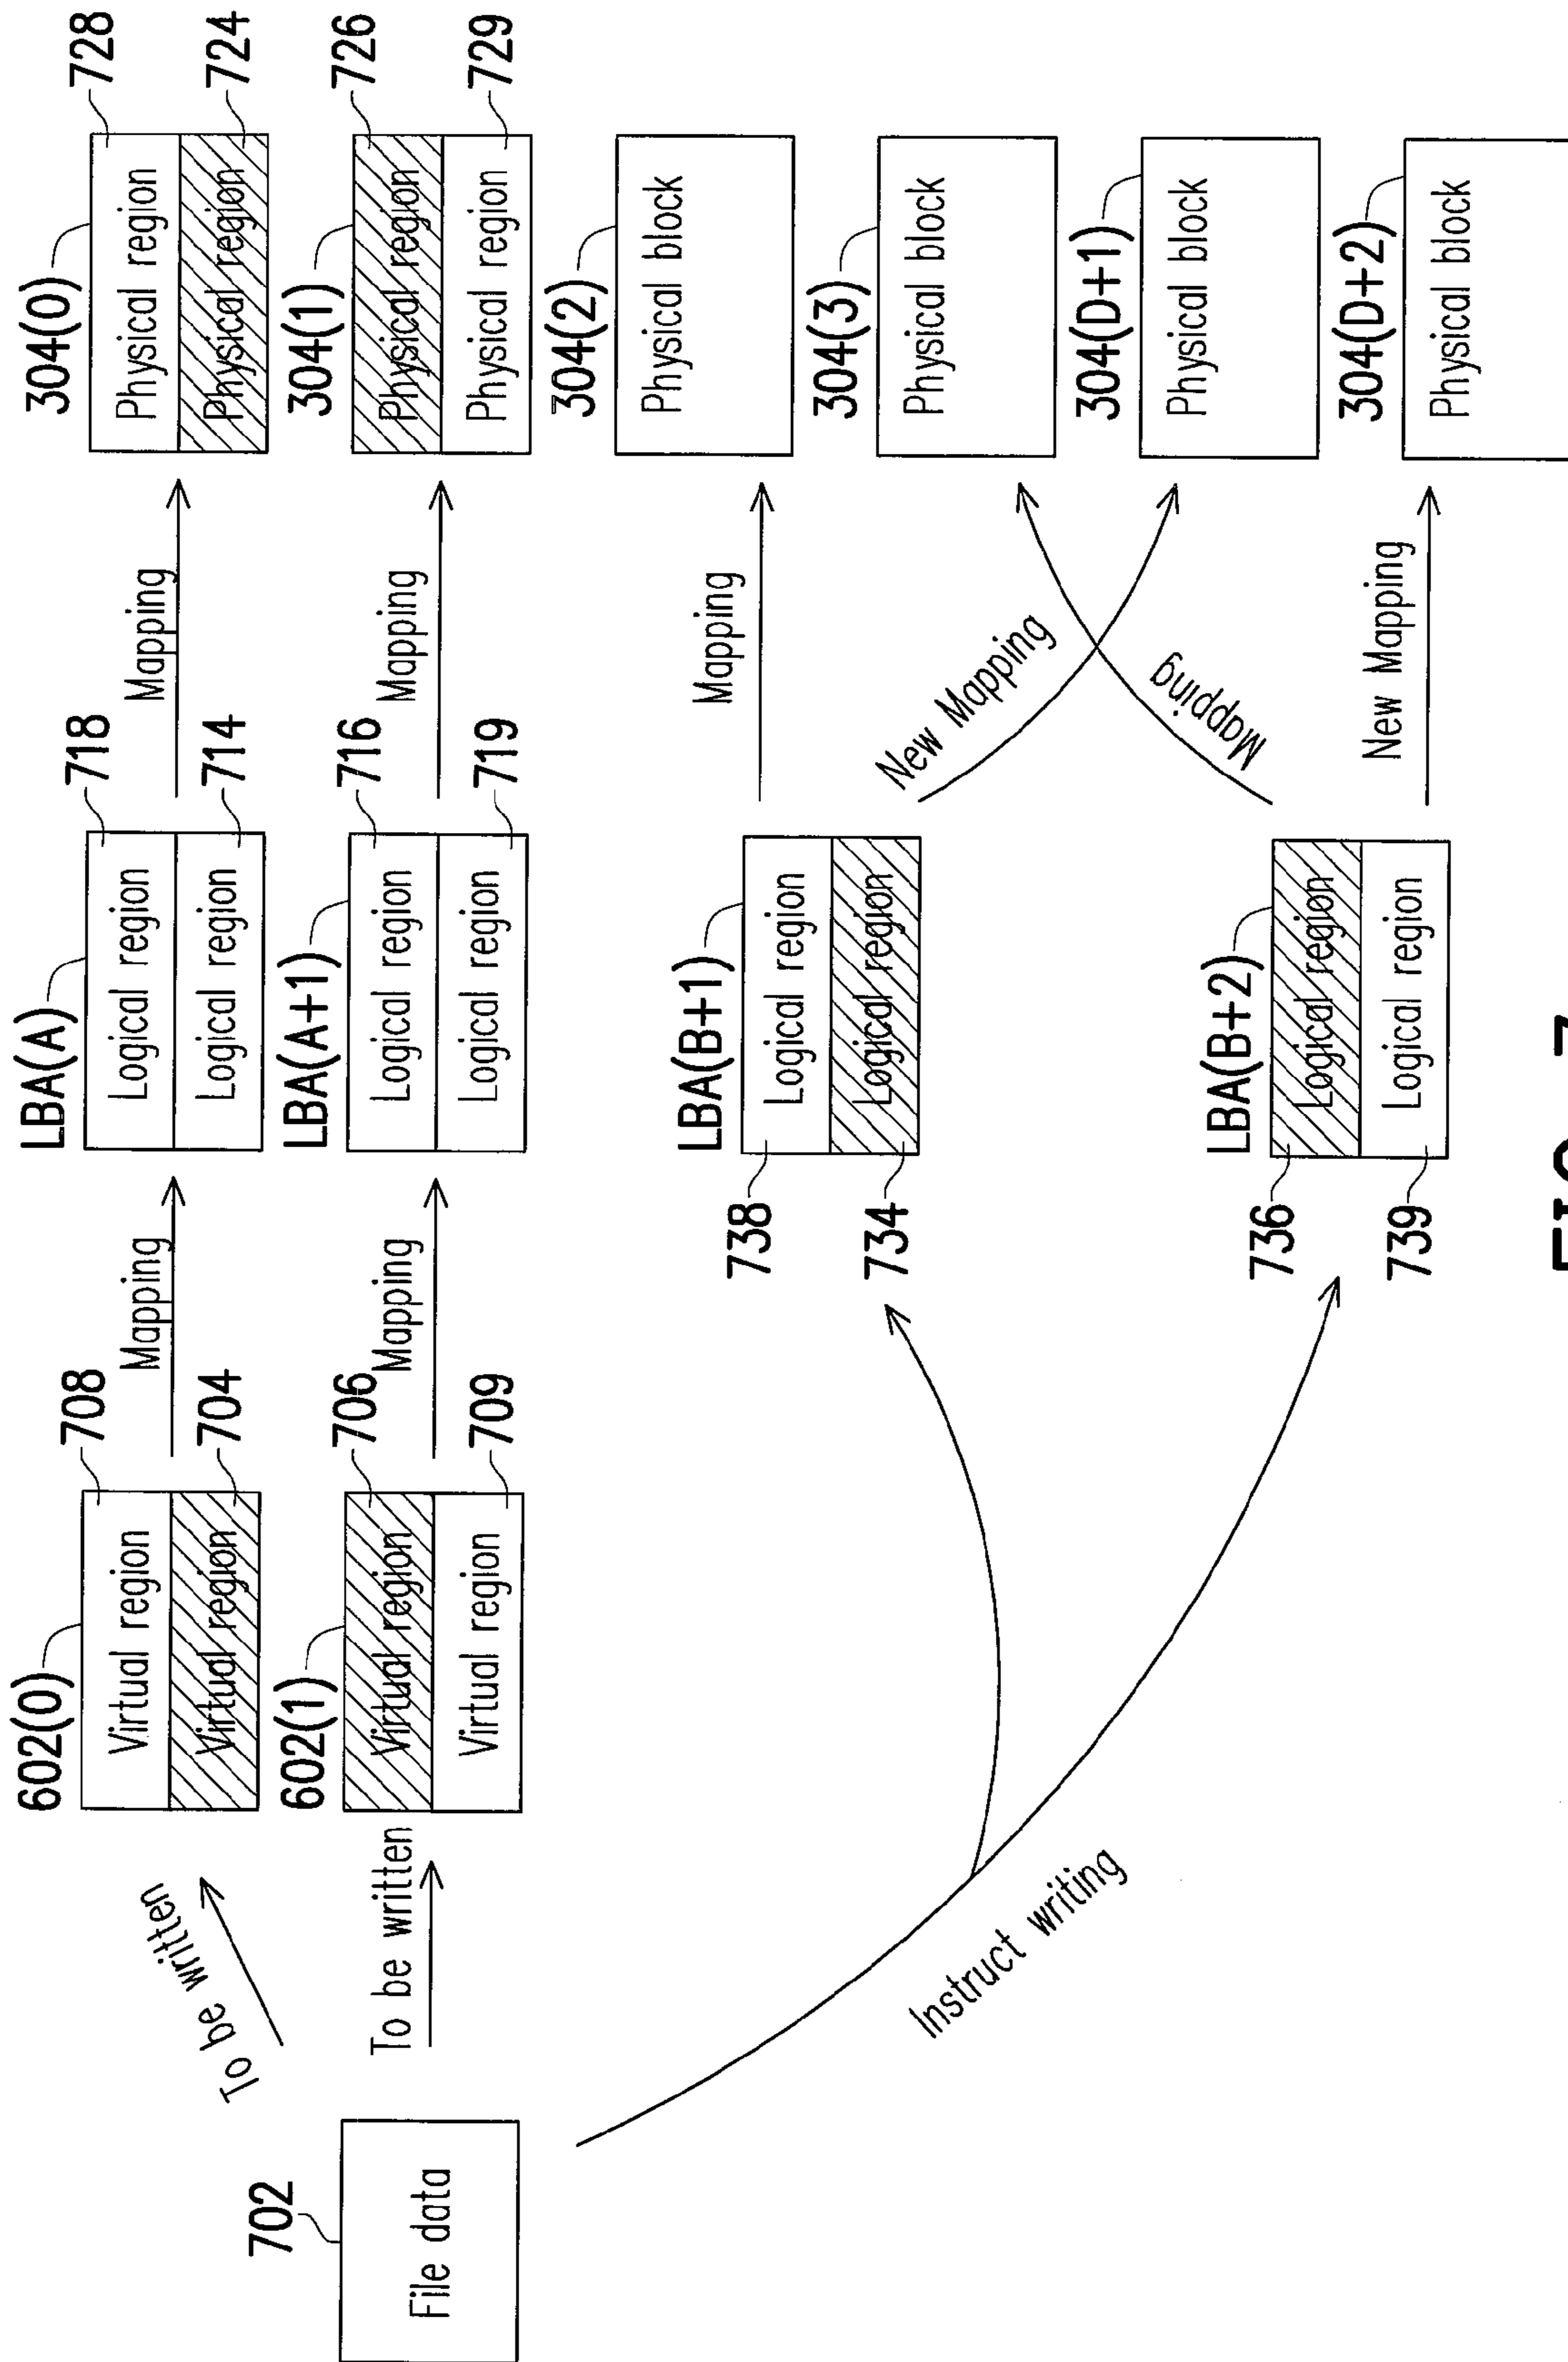 702
File data
To be written
To be written
Instruct writing
602(0)
708
Virtual region
704
Virtual region
602(1)
706
Virtual region
709
Virtual region
Mapping
Mapping
LBA(A)
718
Logical region
714
Logical region
LBA(A+1)
716
Logical region
719
Logical region
LBA(B+1)
738
Logical region
734
Logical region
LBA(B+2)
736
Logical region
739
Logical region
Mapping
Mapping
Mapping
New Mapping
Mapping
New Mapping
304(0)
728
Physical region
724
Physical region
304(1)
726
Physical region
729
Physical region
304(2)
Physical block
304(3)
Physical block
304(D+1)
Physical block
304(D+2)
Physical block